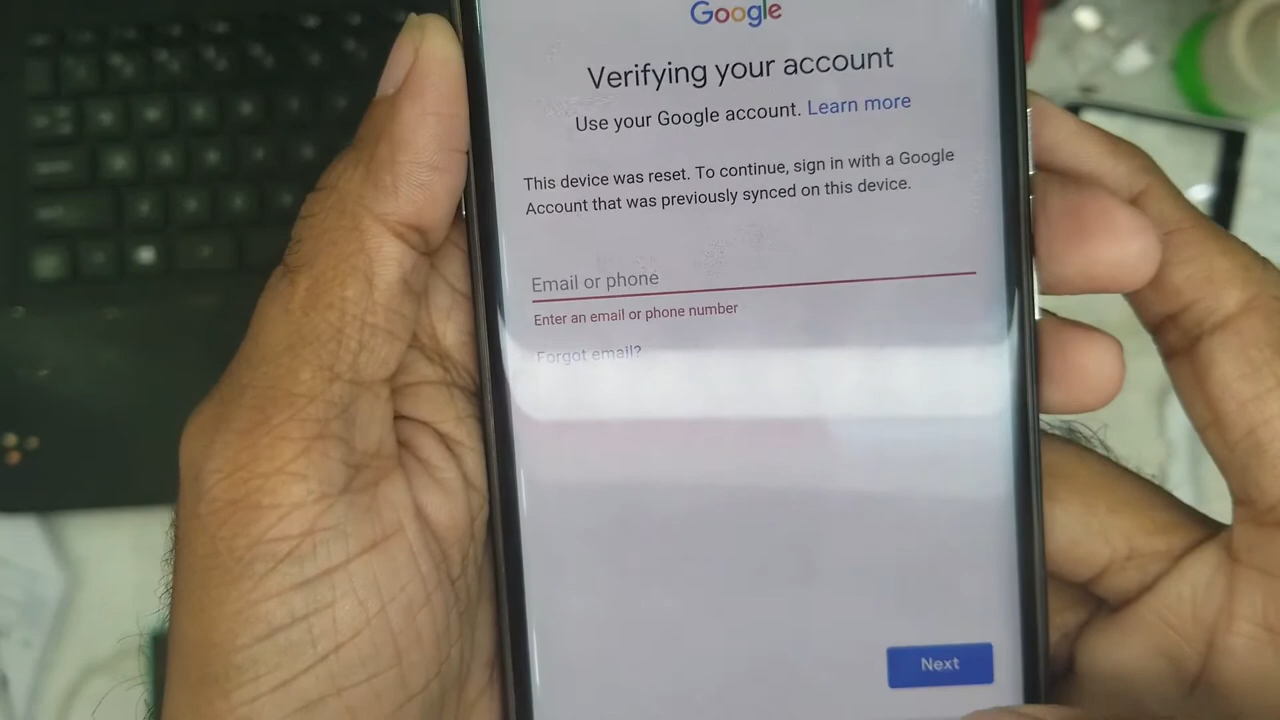 Google
Verifying your account
Use your Google account. Learn more
This device was reset. To continue, sign in with a Google
Account that was previously synced on this device.
Email or phone
Enter an email or phone number
Forgot email?
Next